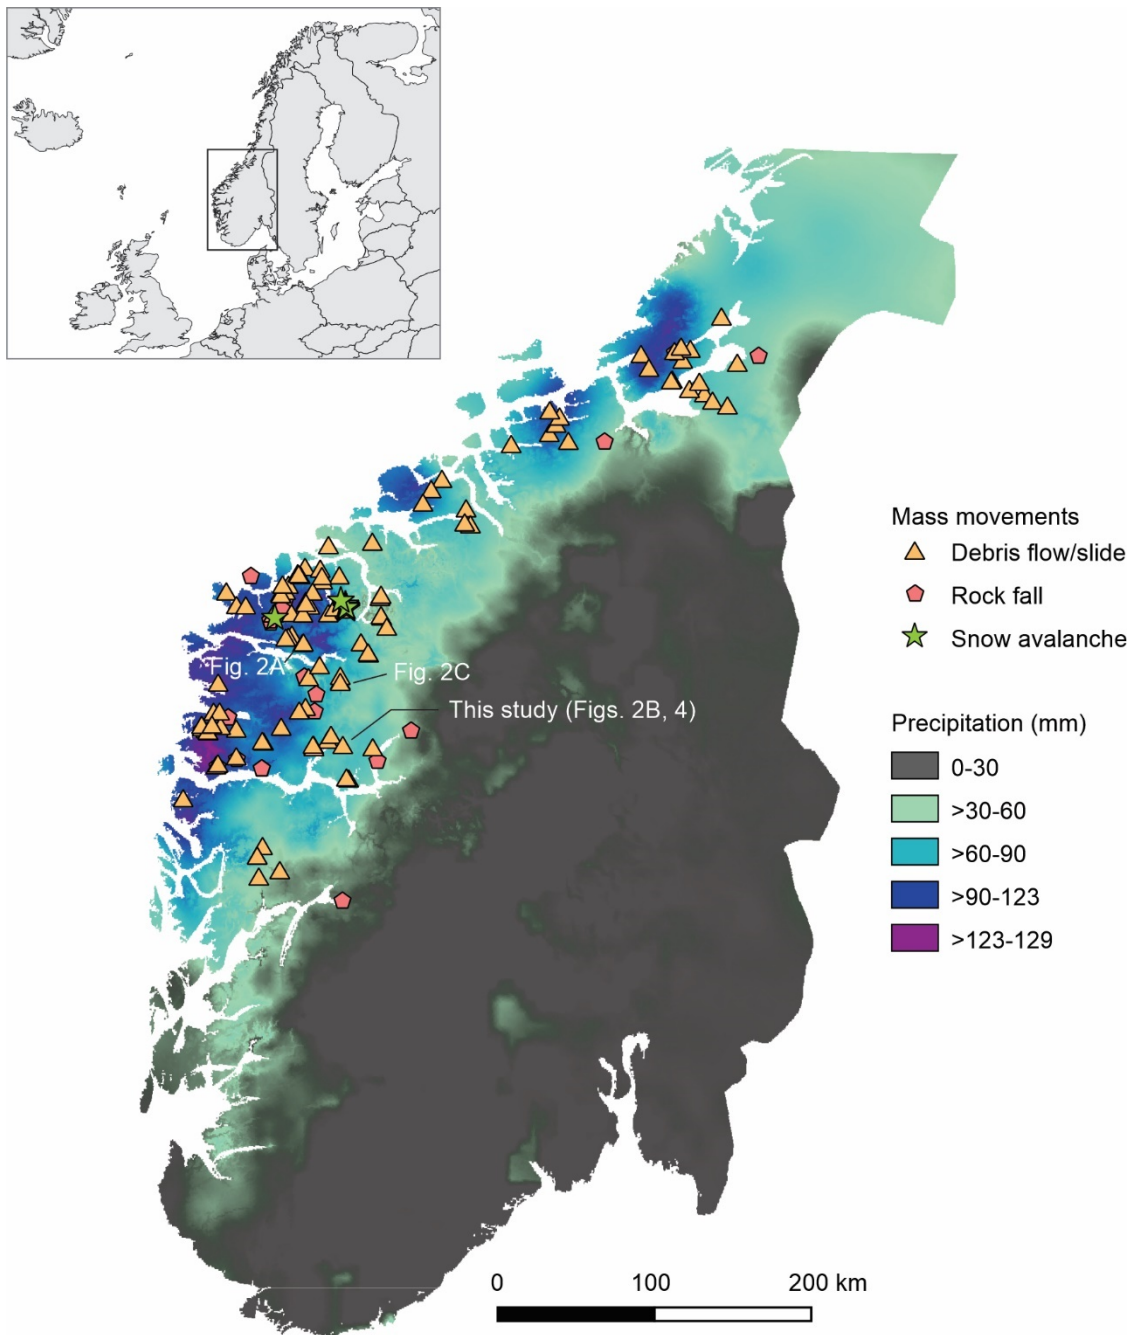 Mass movements
Debris flow/slide
Rock fall
Snow avalanche
Fig. 2A
Fig. 2C
This study (Figs. 2B, 4)
Precipitation (mm)
0-30
>30-60
>60-90
>90-123
>123-129
0 100 200 km